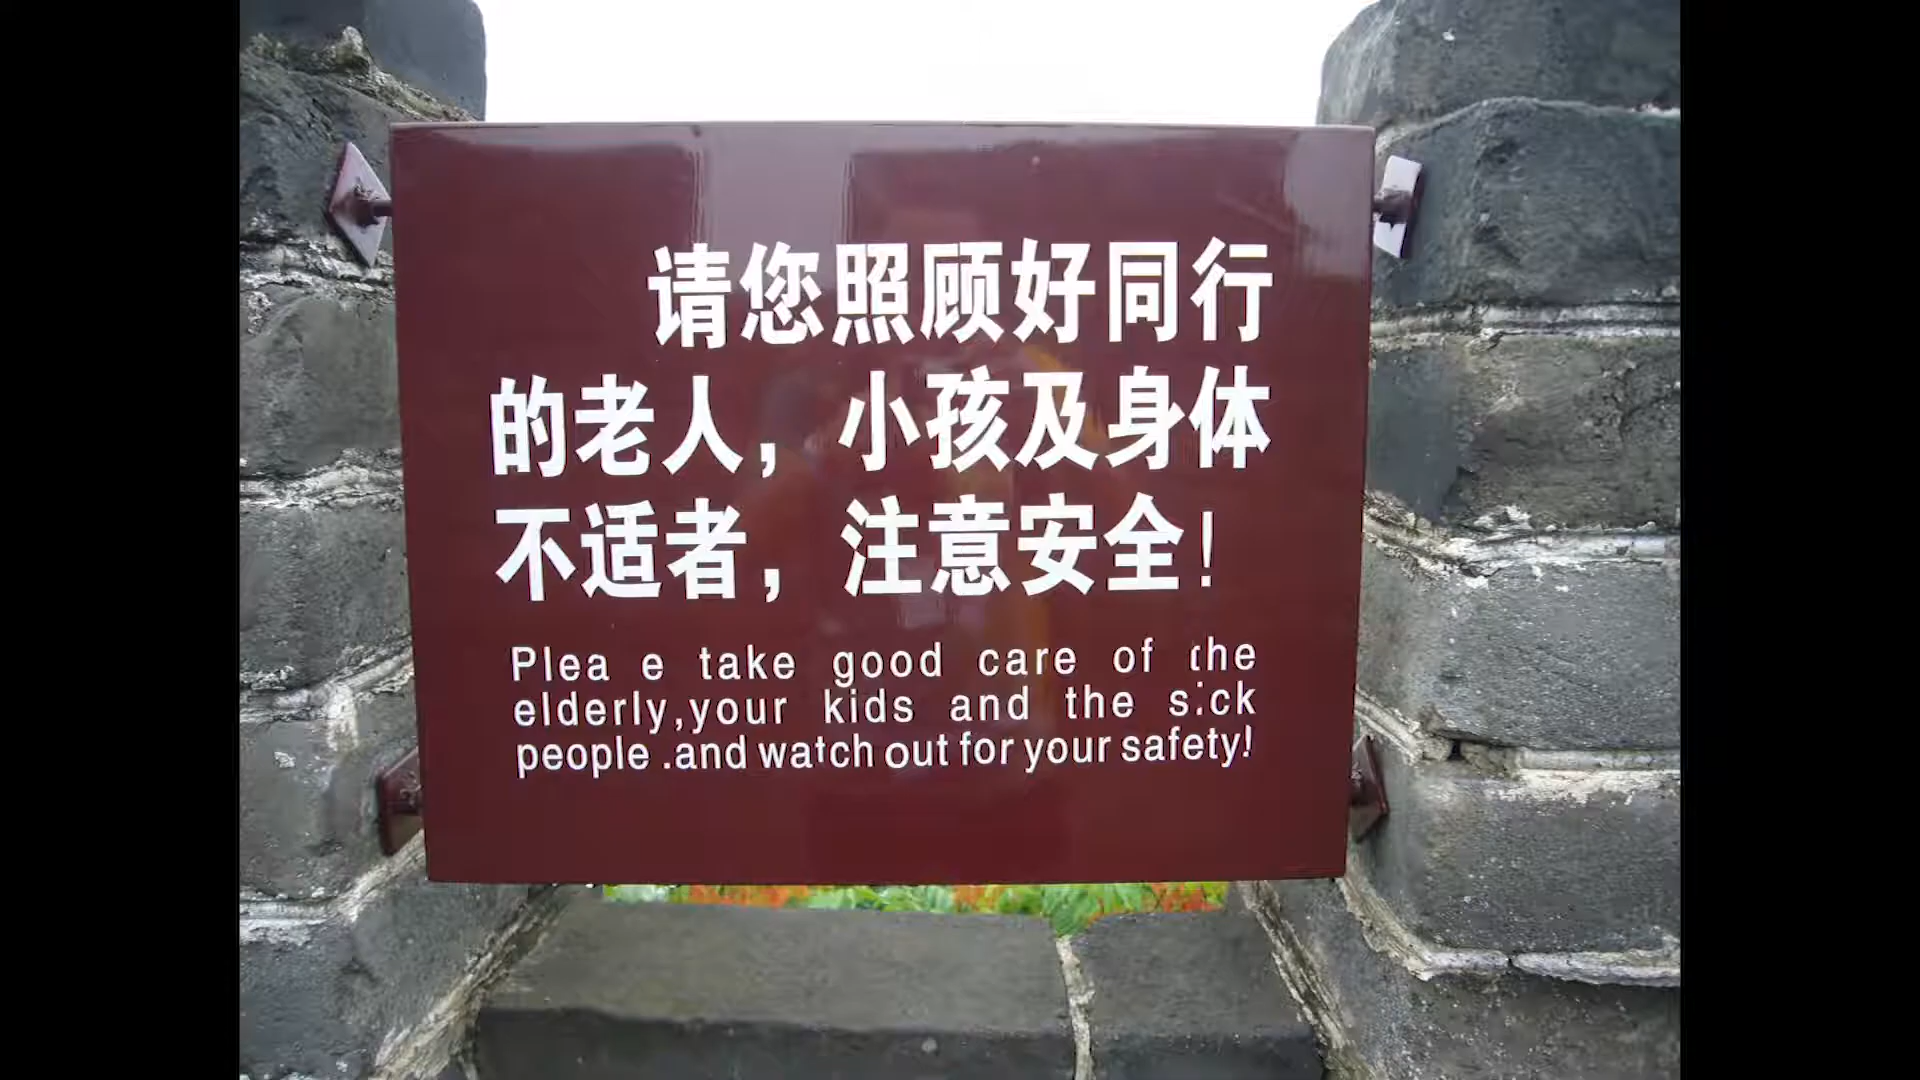 请您照顾好同行
的老人，小孩及身体
不适者，注意安全！
Plea e take good care of the
elderly,your kids and the sick
people .and watch out for your safety!